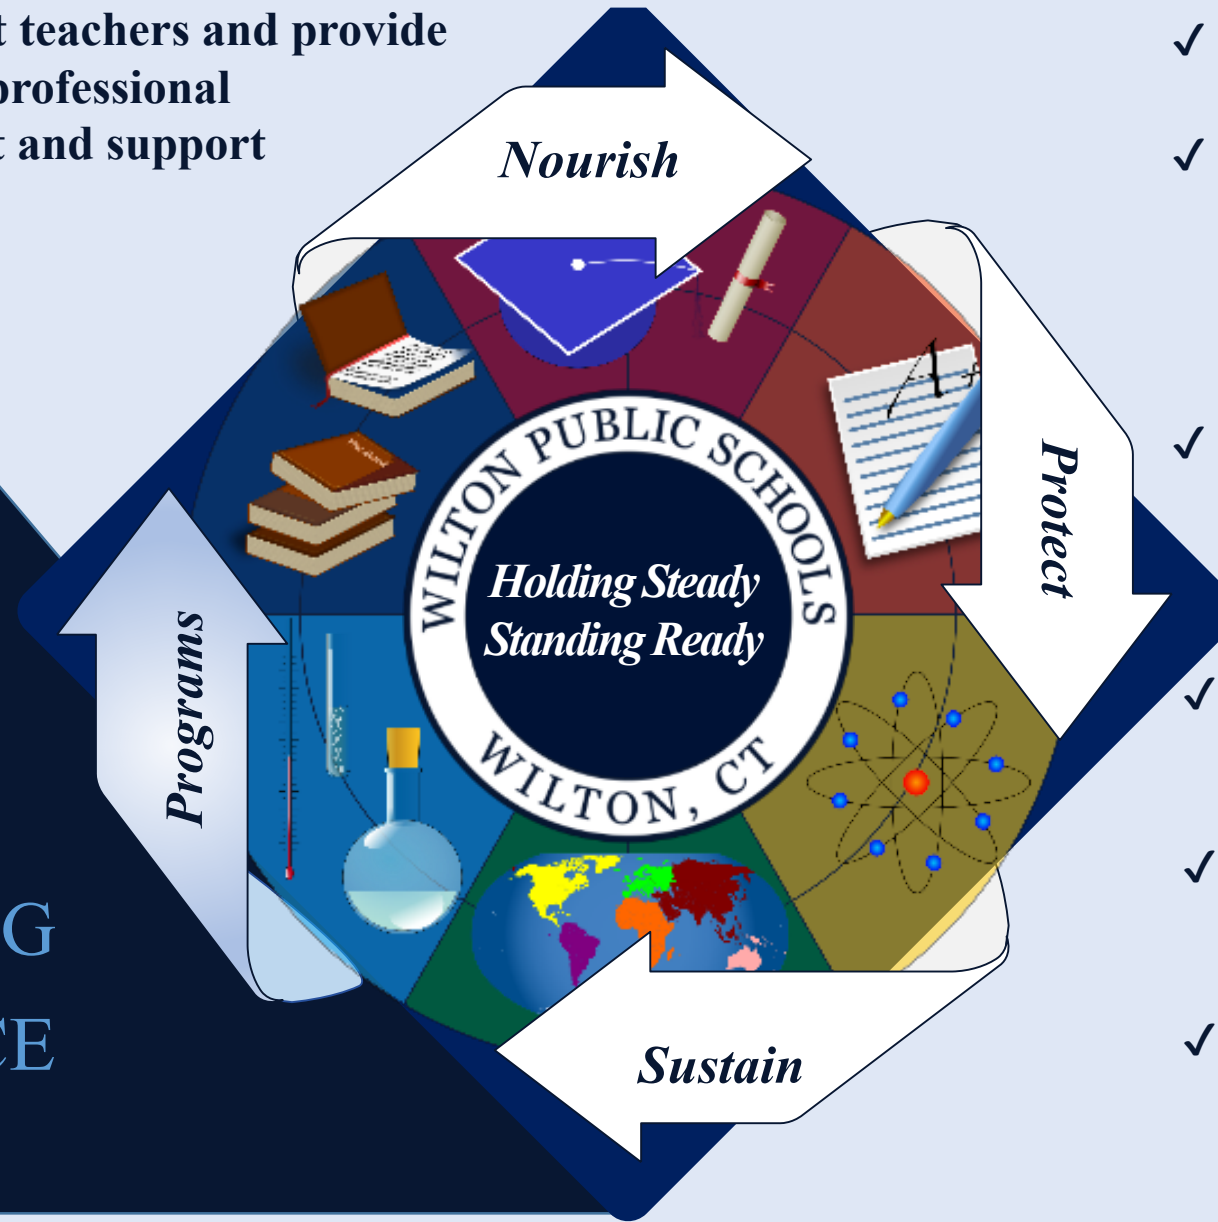 t teachers and provide
professional
t and support
Nourish
Protect
Sustain
Programs
WILTON PUBLIC SCHOOLS
WILTON, CT
Holding Steady
Standing Ready
A+
G
CE